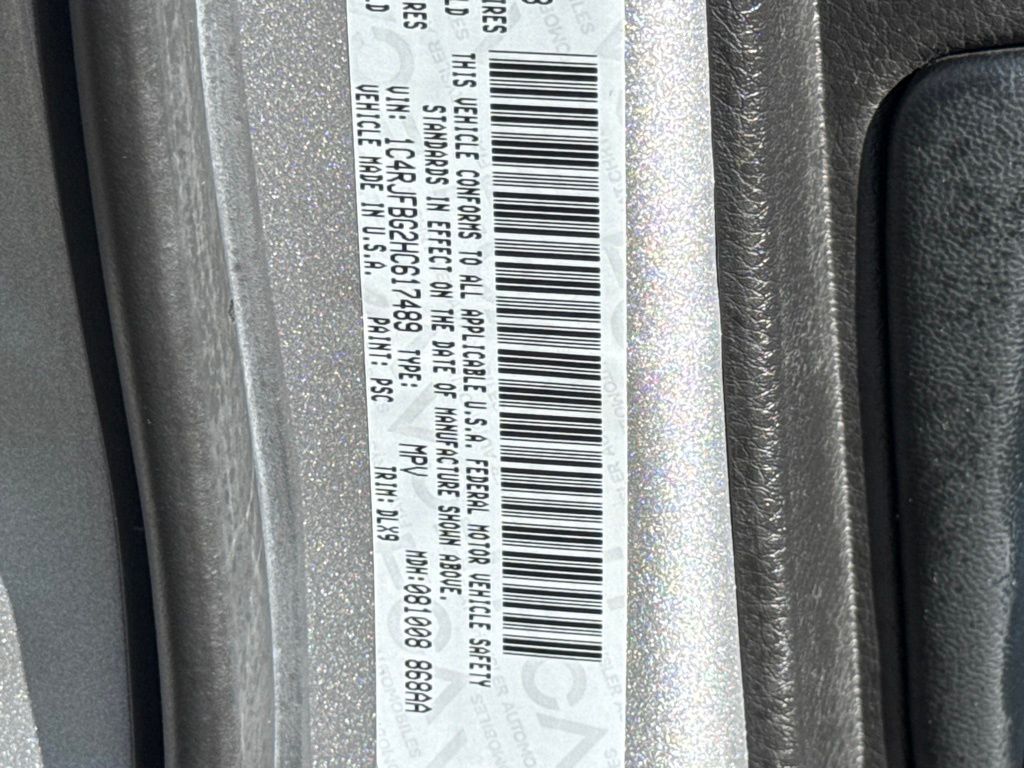 THIS VEHICLE CONFORMS TO ALL APPLICABLE U.S.A. FEDERAL MOTOR VEHICLE SAFETY
STANDARDS IN EFFECT ON THE DATE OF MANUFACTURE SHOWN ABOVE.
VIN: 1C4RJFBG2HC617489 TYPE: MPV MDH:081008 868AA
VEHICLE MADE IN U.S.A. PAINT: PSC TRIM: DLX9